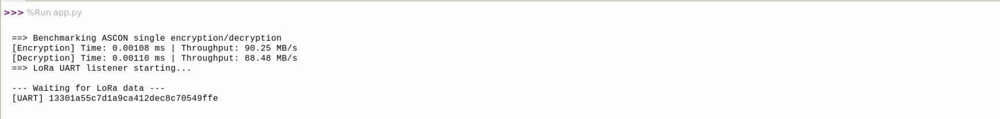 >>> %Run app.py
==> Benchmarking ASCON single encryption/decryption
[Encryption] Time: 0.00108 ms | Throughput: 90.25 MB/s
[Decryption] Time: 0.00110 ms | Throughput: 88.48 MB/s
==> LoRa UART listener starting...
--- Waiting for LoRa data ---
[UART] 13301a55c7d1a9ca412dec8c70549ffe